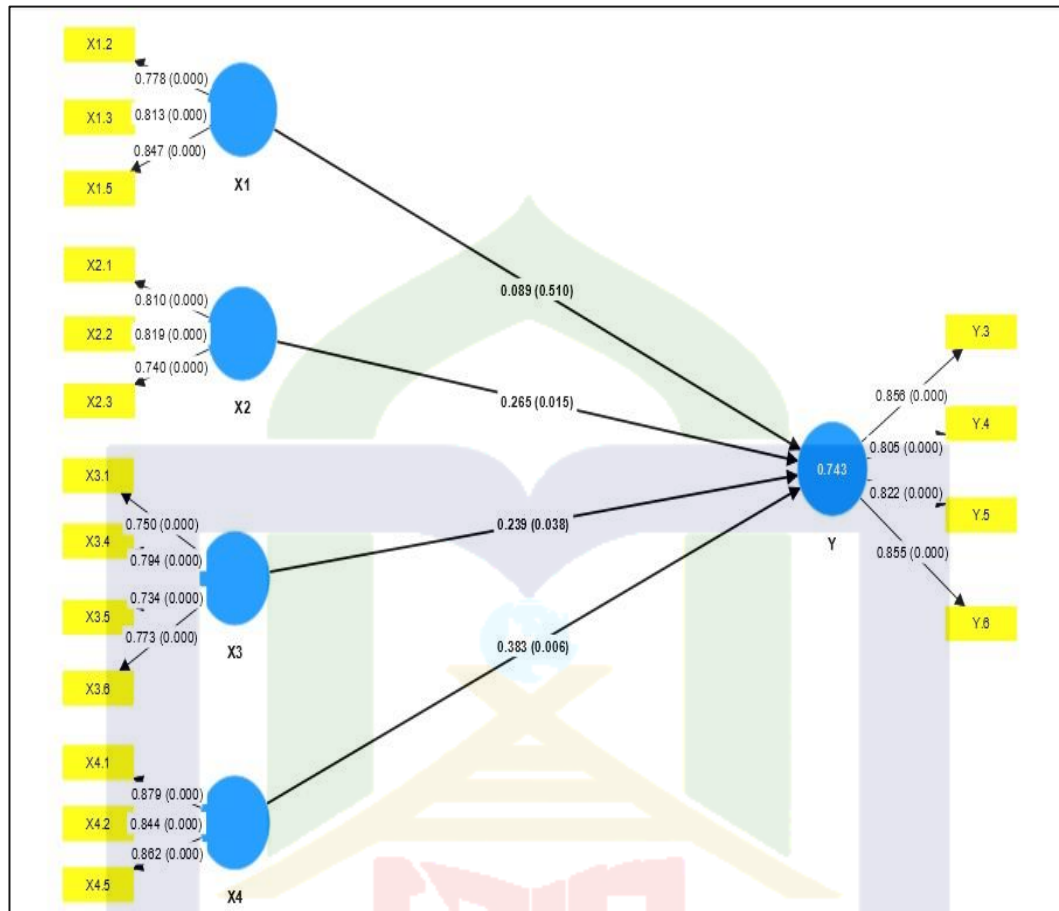 X1.2
0.778 (0.000)
X1.3
0.813 (0.000)
0.847 (0.000)
X1.5
X1
0.089 (0.510)
X2.1
0.810 (0.000)
X2.2
0.819 (0.000)
0.740 (0.000)
X2.3
X2
0.265 (0.015)
X3.1
0.750 (0.000)
X3.4
0.794 (0.000)
0.734 (0.000)
X3.5
0.773 (0.000)
X3.6
X3
0.239 (0.038)
X4.1
0.879 (0.000)
X4.2
0.844 (0.000)
0.862 (0.000)
X4.5
X4
0.383 (0.006)
0.743
Y
Y.3
0.856 (0.000)
Y.4
0.805 (0.000)
0.822 (0.000)
Y.5
0.855 (0.000)
Y.6